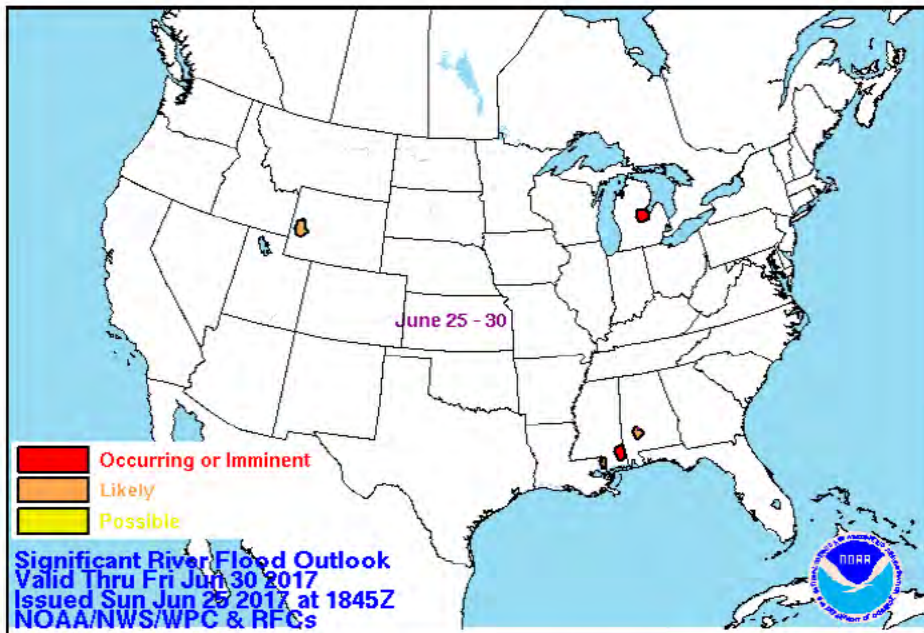 June 25 - 30
Occurring or Imminent
Likely
Possible
Significant River Flood Outlook
Valid Thru Fri Jun 30 2017
Issued Sun Jun 25 2017 at 1845Z
NOAA/NWS/WPC & RFCs
NOAA